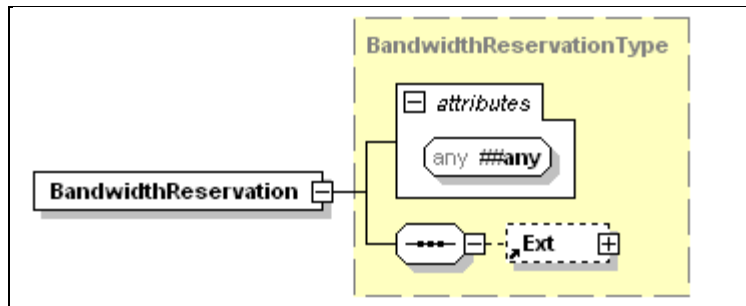 BandwidthReservationType
attributes
any ##any
BandwidthReservation
Ext